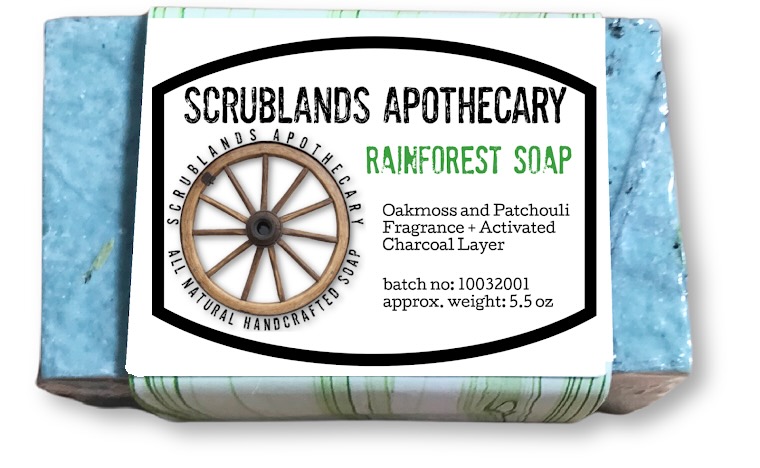 SCRUBLANDS APOTHECARY
SCRUBLANDS APOTHECARY
ALL NATURAL HANDCRAFTED SOAP
RAINFOREST SOAP
Oakmoss and Patchouli
Fragrance + Activated
Charcoal Layer
batch no: 10032001
approx. weight: 5.5 oz